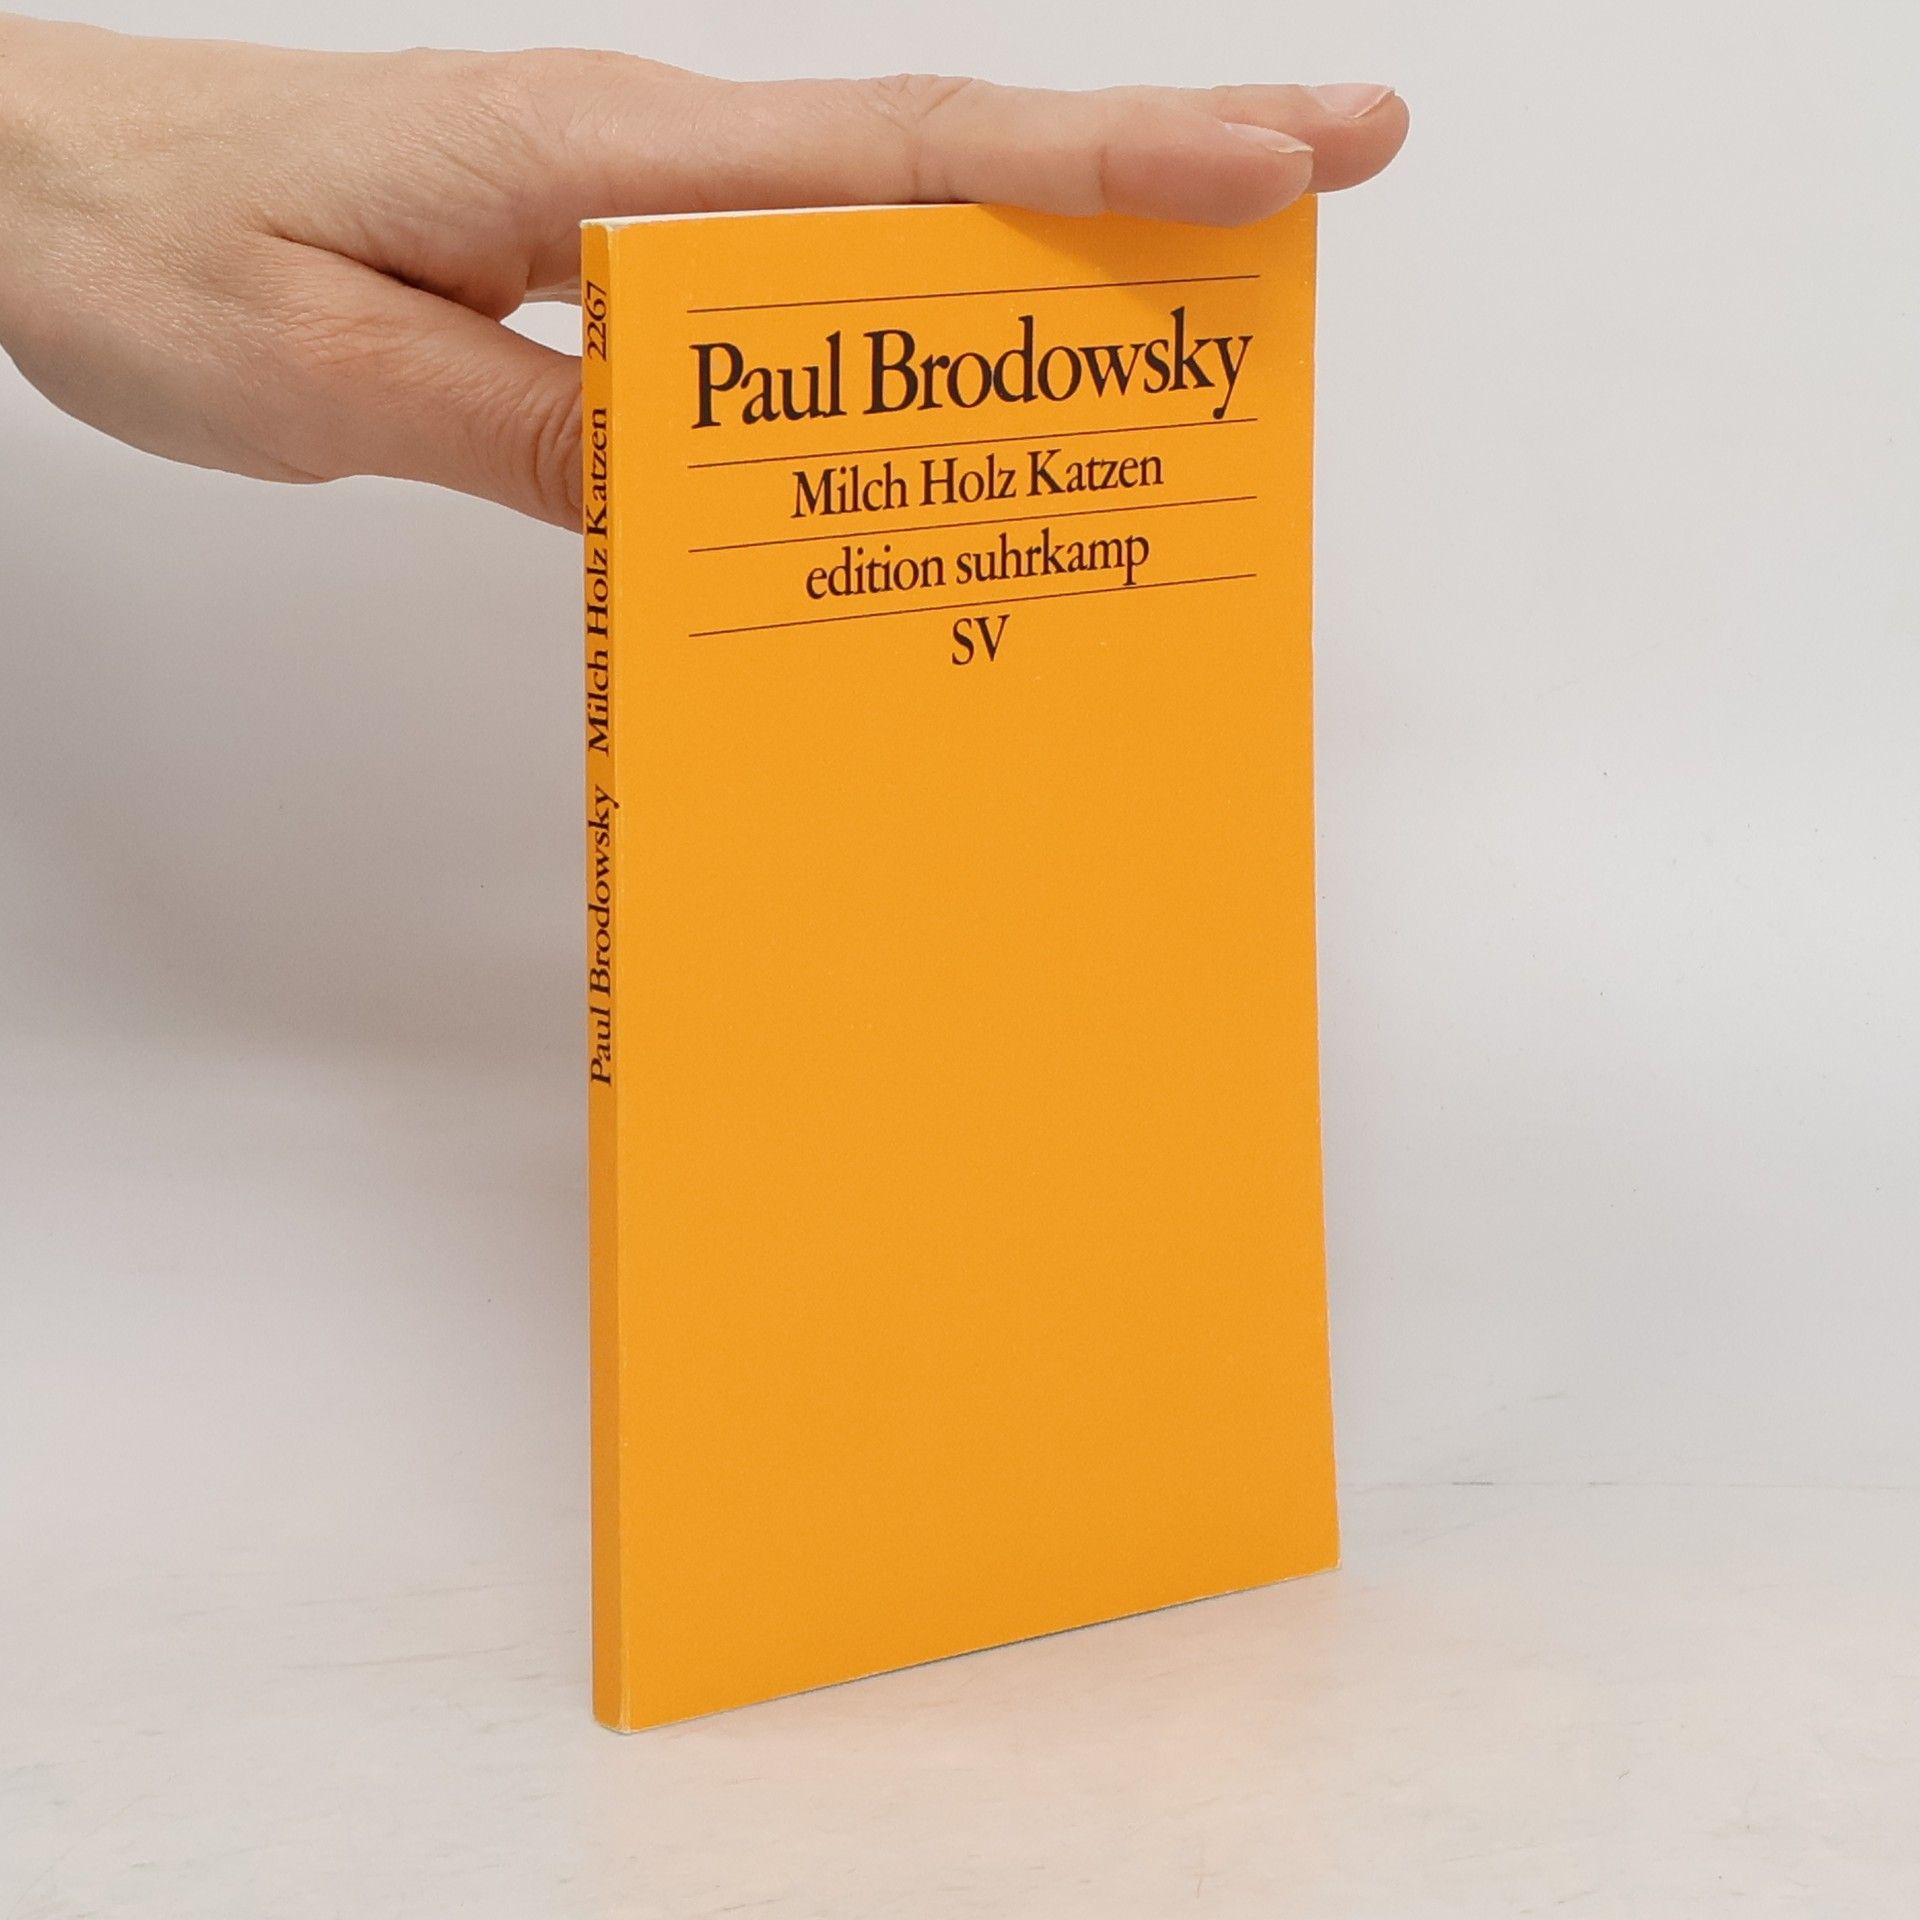 Paul Brodowsky
Milch Holz Katzen
edition suhrkamp
SV
Paul Brodowsky Milch Holz Katzen 2267